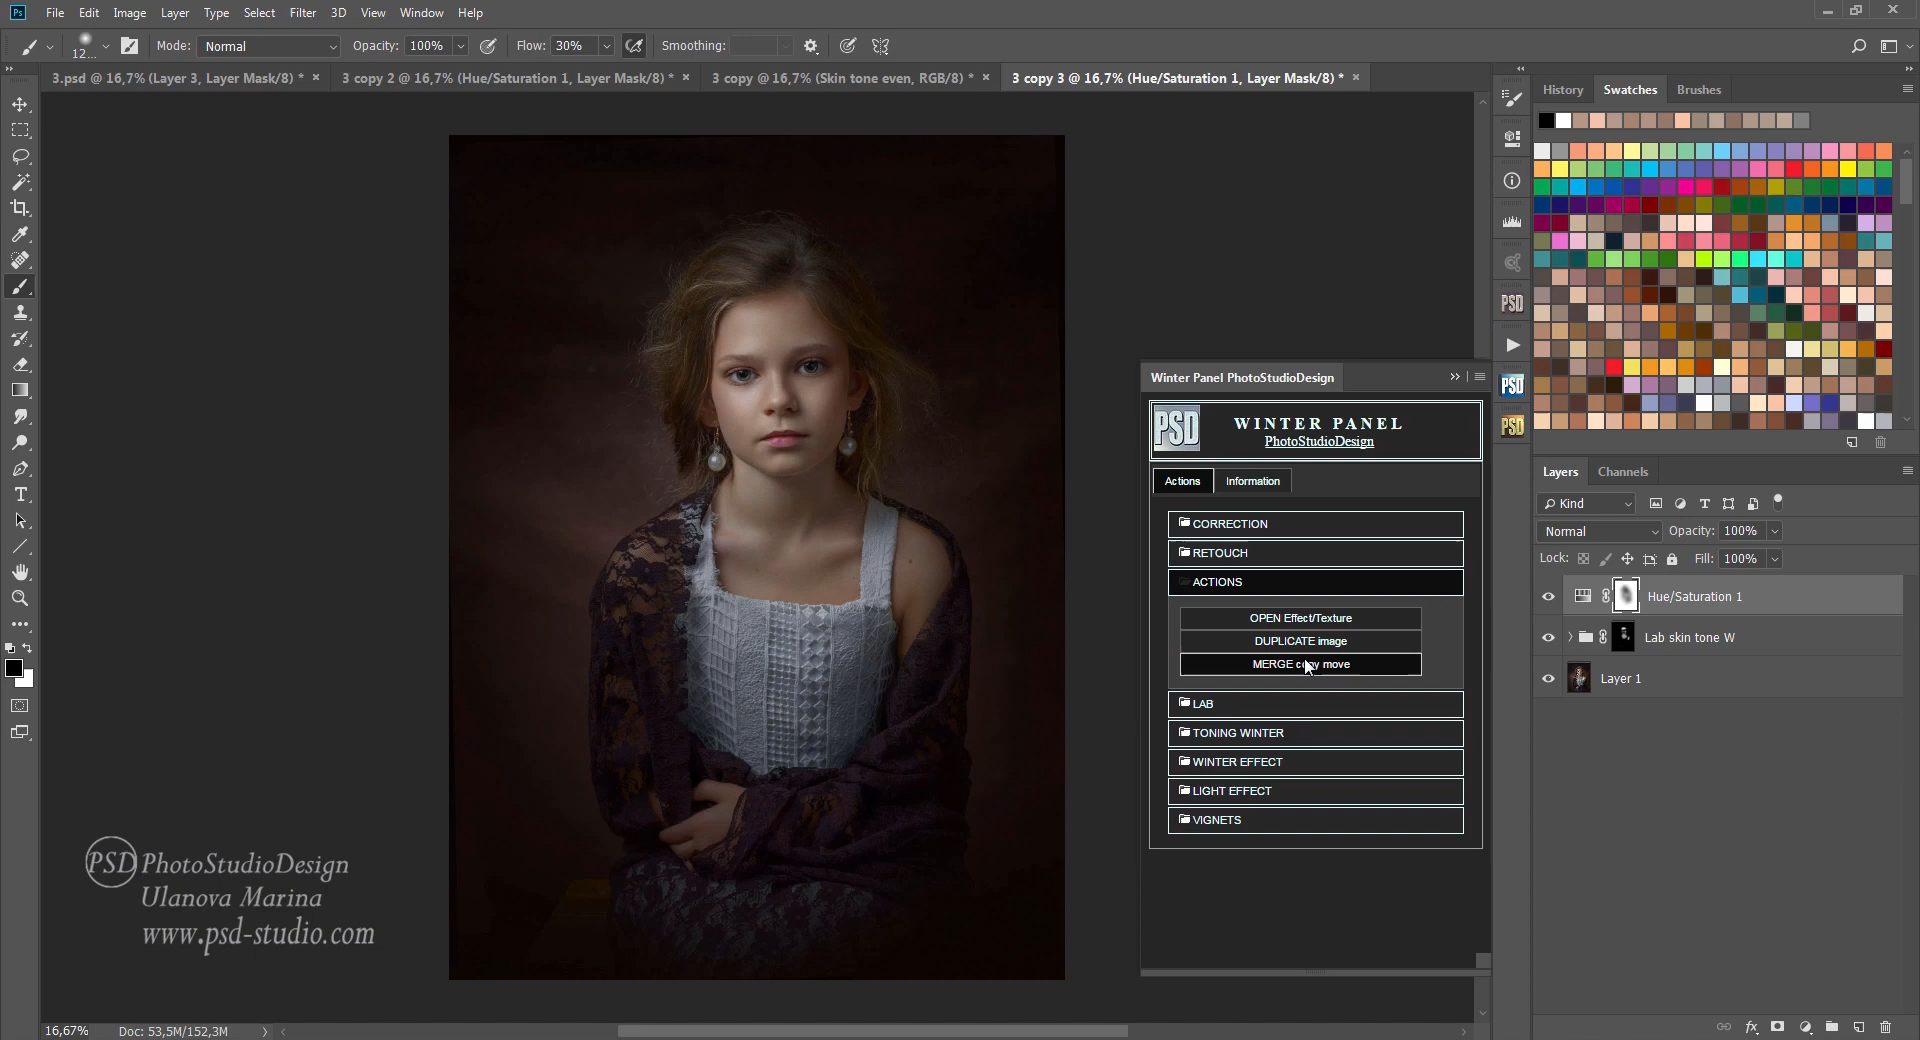 Ps File Edit Image Layer Type Select Filter 3D View Window Help
12... Mode: Normal Opacity: 100% Flow: 30% Smoothing:
3.psd @ 16,7% (Layer 3, Layer Mask/8) * × 3 copy 2 @ 16,7% (Hue/Saturation 1, Layer Mask/8) * × 3 copy @ 16,7% (Skin tone even, RGB/8) * × 3 copy 3 @ 16,7% (Hue/Saturation 1, Layer Mask/8) * ×
History Swatches Brushes
PSD
PSD
PSD
Winter Panel PhotoStudioDesign
PSD WINTER PANEL
PhotoStudioDesign
Actions Information
CORRECTION
RETOUCH
ACTIONS
OPEN Effect/Texture
DUPLICATE image
MERGE copy move
LAB
TONING WINTER
WINTER EFFECT
LIGHT EFFECT
VIGNETS
Layers Channels
Kind
Normal Opacity: 100%
Lock: Fill: 100%
Hue/Saturation 1
Lab skin tone W
Layer 1
PSD PhotoStudioDesign
Ulanova Marina
www.psd-studio.com
16,67% Doc: 53,5M/152,3M